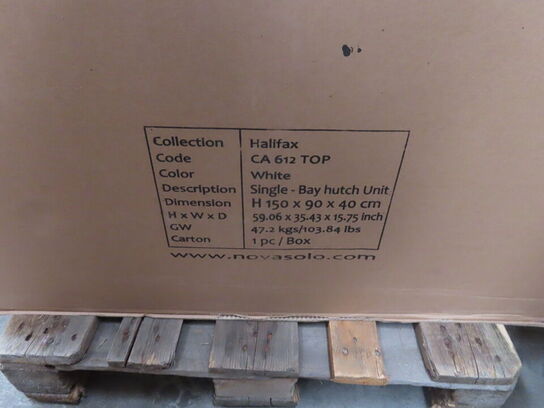 Collection Halifax
Code CA 612 TOP
Color White
Description Single - Bay hutch Unit
Dimension H 150 x 90 x 40 cm
H x W x D 59.06 x 35.43 x 15.75 inch
GW 47.2 kgs/103.84 lbs
Carton 1 pc / Box
www.novasolo.com